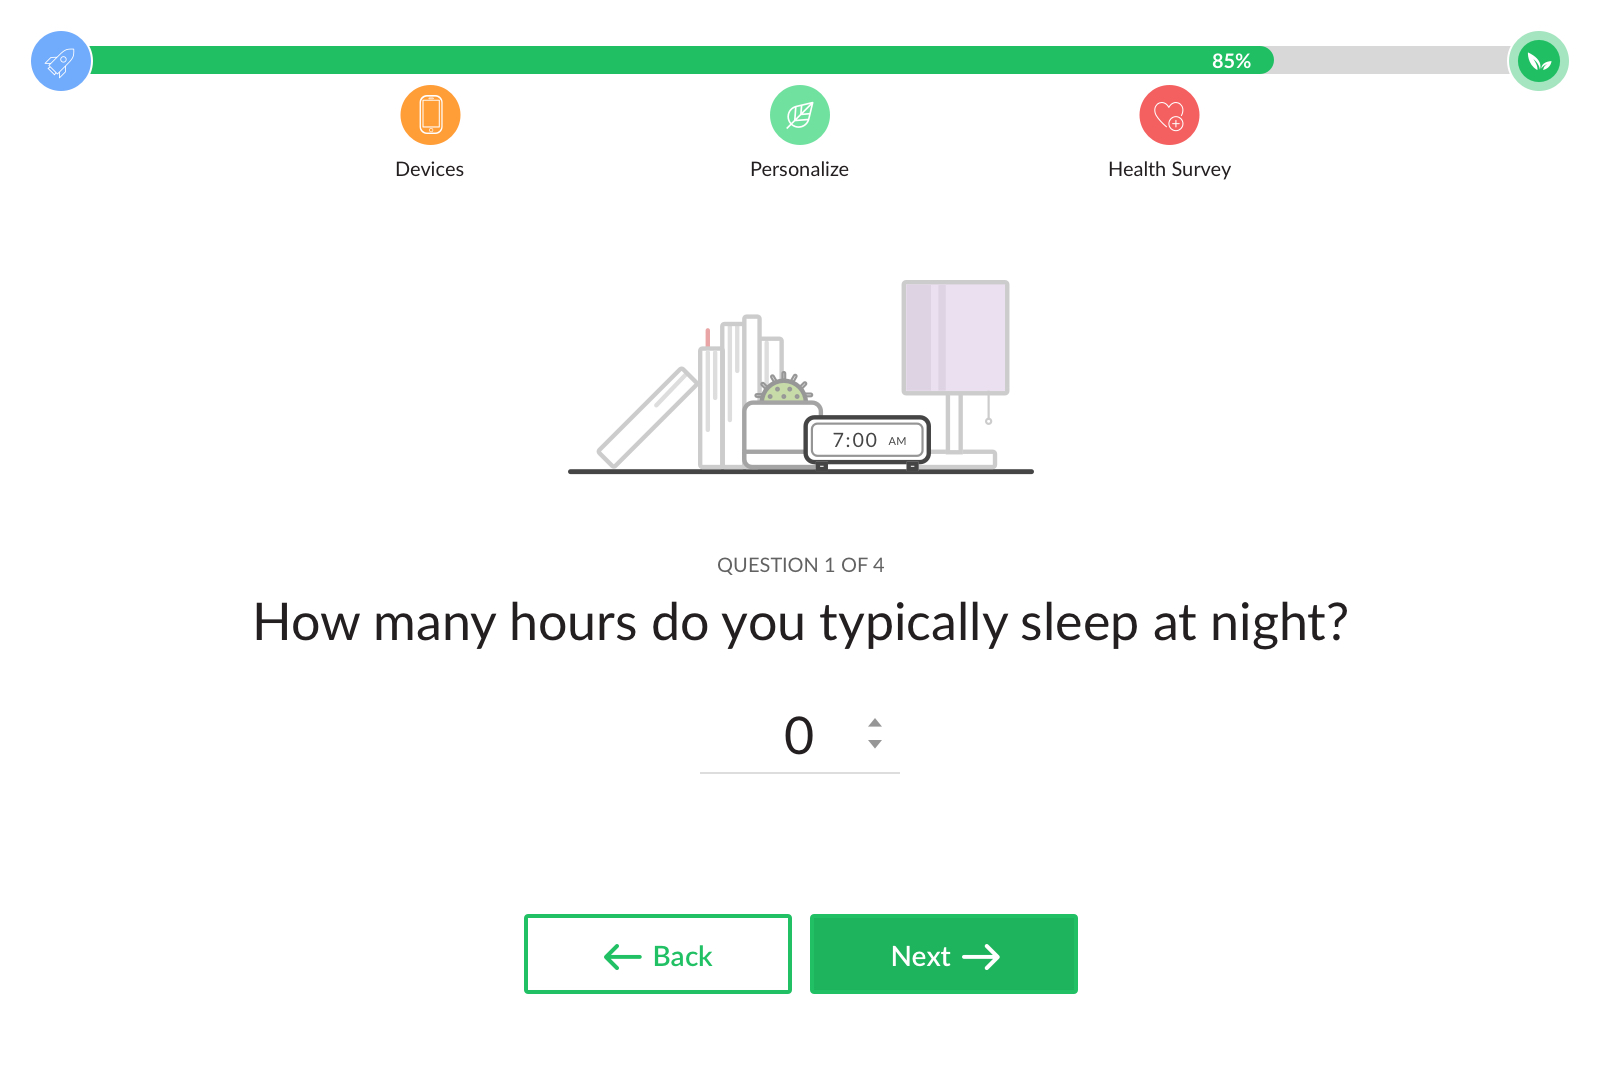 85%
Devices
Personalize
Health Survey
7:00 AM
QUESTION 1 OF 4
How many hours do you typically sleep at night?
0
Back
Next